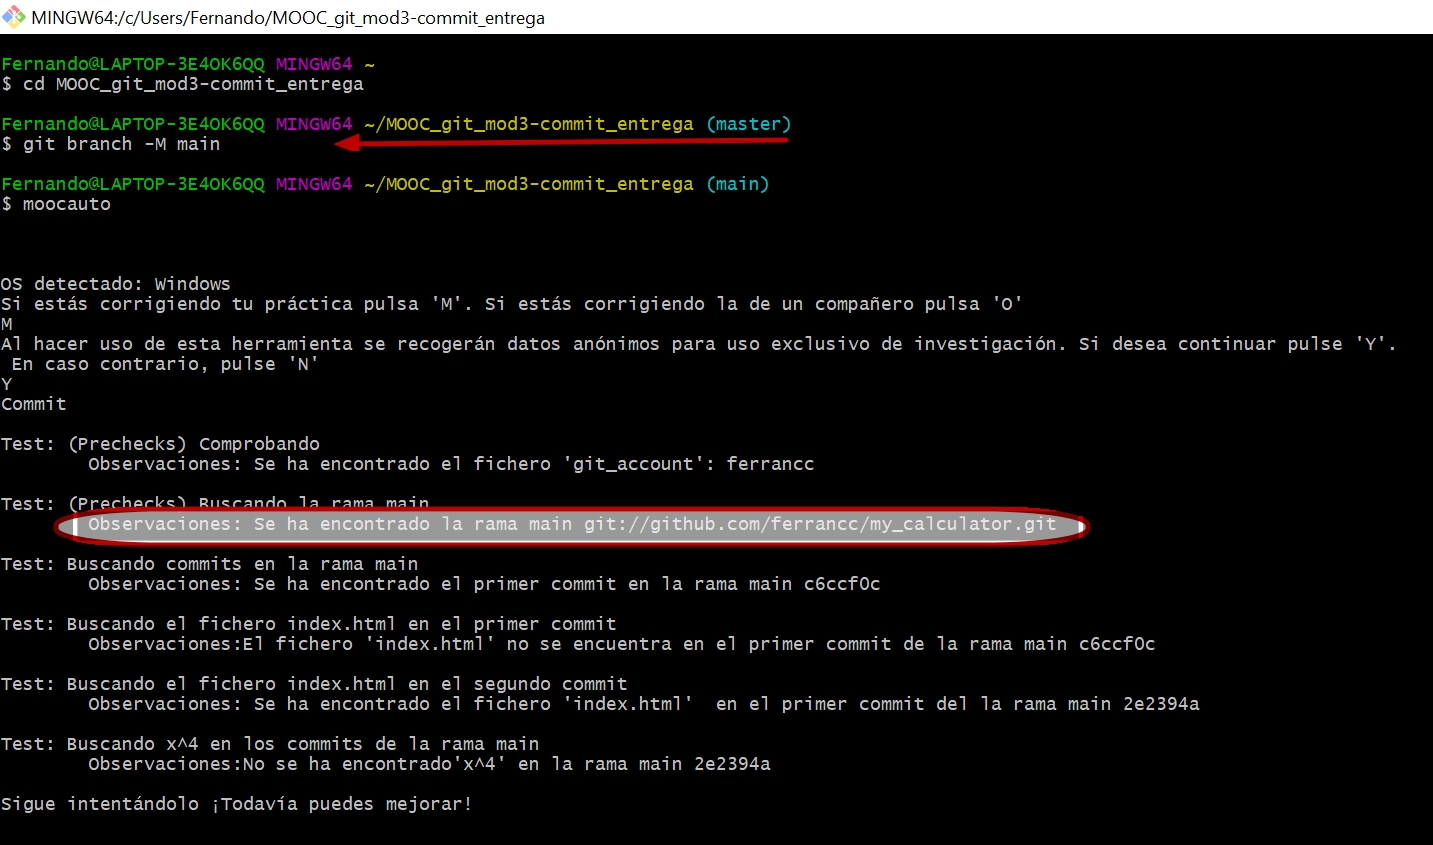 MINGW64:/c/Users/Fernando/MOOC_git_mod3-commit_entrega
Fernando@LAPTOP-3E4OK6QQ MINGW64 ~
$ cd MOOC_git_mod3-commit_entrega
Fernando@LAPTOP-3E4OK6QQ MINGW64 ~/MOOC_git_mod3-commit_entrega (master)
$ git branch -M main
Fernando@LAPTOP-3E4OK6QQ MINGW64 ~/MOOC_git_mod3-commit_entrega (main)
$ moocauto
OS detectado: Windows
Si estás corrigiendo tu práctica pulsa 'M'. Si estás corrigiendo la de un compañero pulsa 'O'
M
Al hacer uso de esta herramienta se recogerán datos anónimos para uso exclusivo de investigación. Si desea continuar pulse 'Y'.
En caso contrario, pulse 'N'
Y
Commit
Test: (Prechecks) Comprobando
Observaciones: Se ha encontrado el fichero 'git_account': ferrancc
Test: (Prechecks) Buscando la rama main
Observaciones: Se ha encontrado la rama main git://github.com/ferrancc/my_calculator.git
Test: Buscando commits en la rama main
Observaciones: Se ha encontrado el primer commit en la rama main c6ccf0c
Test: Buscando el fichero index.html en el primer commit
Observaciones:El fichero 'index.html' no se encuentra en el primer commit de la rama main c6ccf0c
Test: Buscando el fichero index.html en el segundo commit
Observaciones: Se ha encontrado el fichero 'index.html'  en el primer commit del la rama main 2e2394a
Test: Buscando x^4 en los commits de la rama main
Observaciones:No se ha encontrado'x^4' en la rama main 2e2394a
Sigue intentándolo ¡Todavía puedes mejorar!